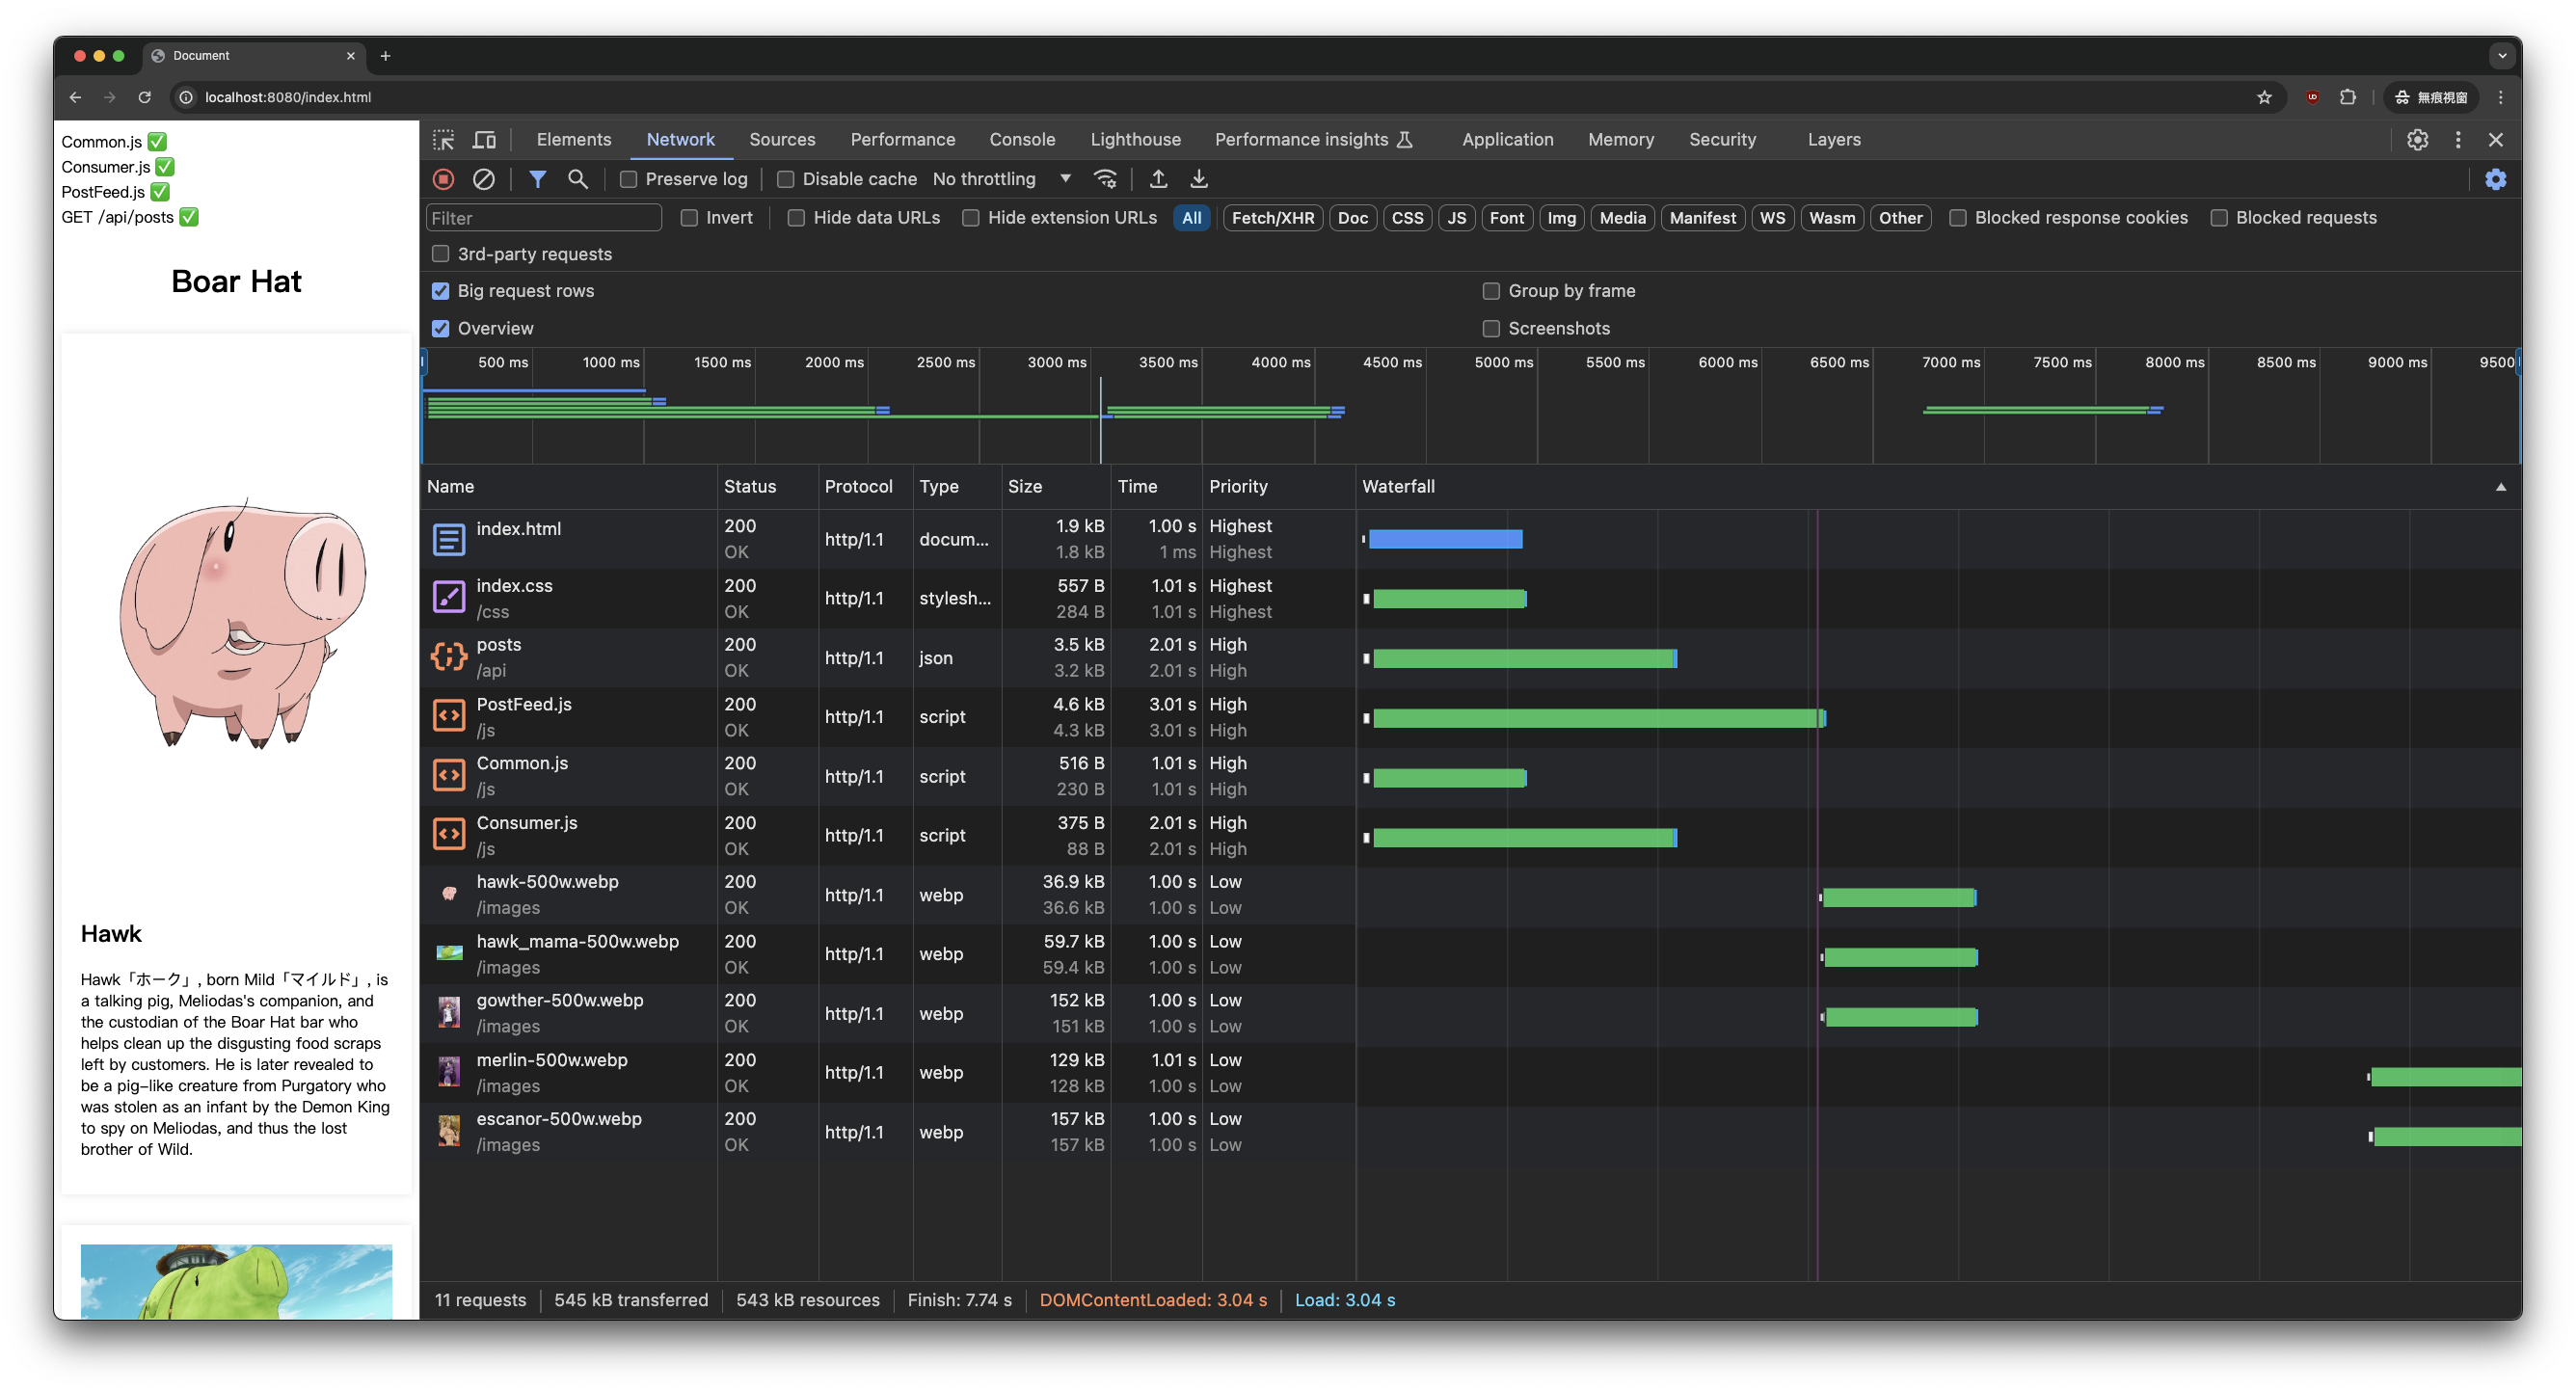 Document
localhost:8080/index.html
無痕視窗
Common.js ✅
Consumer.js ✅
PostFeed.js ✅
GET /api/posts ✅
Boar Hat
Hawk
Hawk「ホーク」, born Mild「マイルド」, is
a talking pig, Meliodas's companion, and
the custodian of the Boar Hat bar who
helps clean up the disgusting food scraps
left by customers. He is later revealed to
be a pig-like creature from Purgatory who
was stolen as an infant by the Demon King
to spy on Meliodas, and thus the lost
brother of Wild.
Elements Network Sources Performance Console Lighthouse Performance insights Application Memory Security Layers
Preserve log Disable cache No throttling
Filter Invert Hide data URLs Hide extension URLs All Fetch/XHR Doc CSS JS Font Img Media Manifest WS Wasm Other Blocked response cookies Blocked requests
3rd-party requests
Big request rows Group by frame
Overview Screenshots
500 ms 1000 ms 1500 ms 2000 ms 2500 ms 3000 ms 3500 ms 4000 ms 4500 ms 5000 ms 5500 ms 6000 ms 6500 ms 7000 ms 7500 ms 8000 ms 8500 ms 9000 ms 9500
Name Status Protocol Type Size Time Priority Waterfall
index.html 200 OK http/1.1 docum... 1.9 kB 1.8 kB 1.00 s 1 ms Highest Highest
index.css /css 200 OK http/1.1 stylesh... 557 B 284 B 1.01 s 1.01 s Highest Highest
posts /api 200 OK http/1.1 json 3.5 kB 3.2 kB 2.01 s 2.01 s High High
PostFeed.js /js 200 OK http/1.1 script 4.6 kB 4.3 kB 3.01 s 3.01 s High High
Common.js /js 200 OK http/1.1 script 516 B 230 B 1.01 s 1.01 s High High
Consumer.js /js 200 OK http/1.1 script 375 B 88 B 2.01 s 2.01 s High High
hawk-500w.webp /images 200 OK http/1.1 webp 36.9 kB 36.6 kB 1.00 s 1.00 s Low Low
hawk_mama-500w.webp /images 200 OK http/1.1 webp 59.7 kB 59.4 kB 1.00 s 1.00 s Low Low
gowther-500w.webp /images 200 OK http/1.1 webp 152 kB 151 kB 1.00 s 1.00 s Low Low
merlin-500w.webp /images 200 OK http/1.1 webp 129 kB 128 kB 1.01 s 1.00 s Low Low
escanor-500w.webp /images 200 OK http/1.1 webp 157 kB 157 kB 1.00 s 1.00 s Low Low
11 requests 545 kB transferred 543 kB resources Finish: 7.74 s DOMContentLoaded: 3.04 s Load: 3.04 s